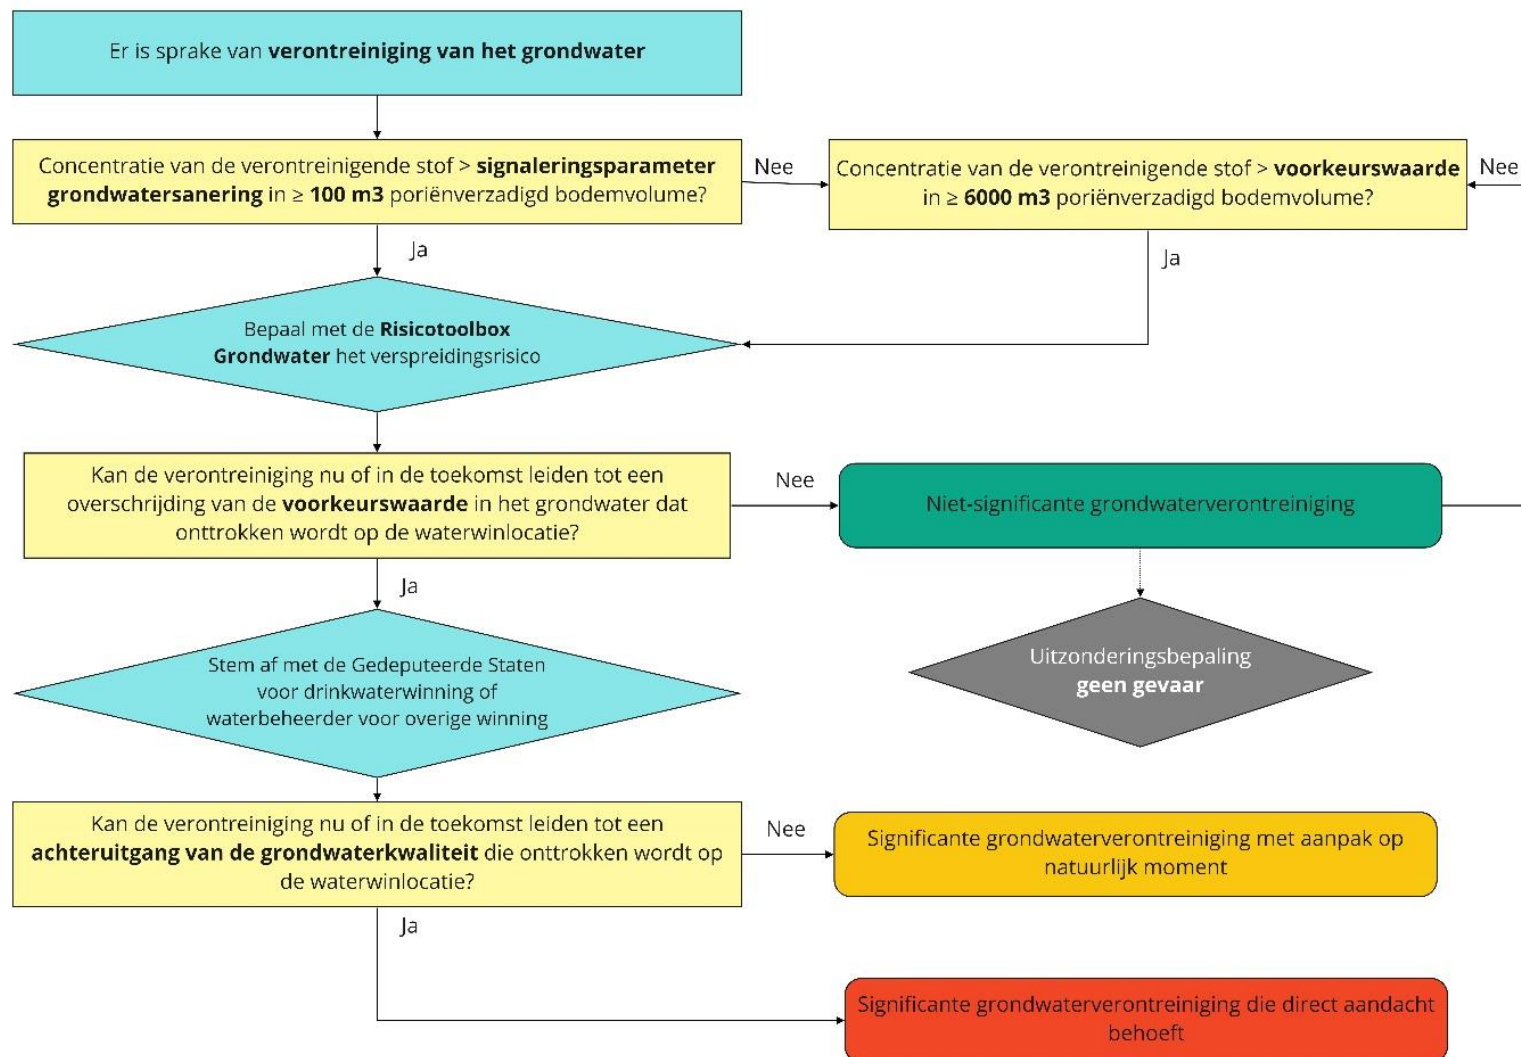 Er is sprake van verontreiniging van het grondwater
Concentratie van de verontreinigende stof > signaleringsparameter
grondwatersanering in ≥ 100 m3 poriënverzadigd bodemvolume?
Nee
Concentratie van de verontreinigende stof > voorkeurswaarde
in ≥ 6000 m3 poriënverzadigd bodemvolume?
Nee
Ja
Ja
Bepaal met de Risicotoolbox
Grondwater het verspreidingsrisico
Kan de verontreiniging nu of in de toekomst leiden tot een
overschrijding van de voorkeurswaarde in het grondwater dat
onttrokken wordt op de waterwinlocatie?
Nee
Niet-significante grondwaterverontreiniging
Ja
Stem af met de Gedeputeerde Staten
voor drinkwaterwinning of
waterbeheerder voor overige winning
Uitzonderingsbepaling
geen gevaar
Kan de verontreiniging nu of in de toekomst leiden tot een
achteruitgang van de grondwaterkwaliteit die onttrokken wordt op
de waterwinlocatie?
Nee
Significante grondwaterverontreiniging met aanpak op
natuurlijk moment
Ja
Significante grondwaterverontreiniging die direct aandacht
behoeft